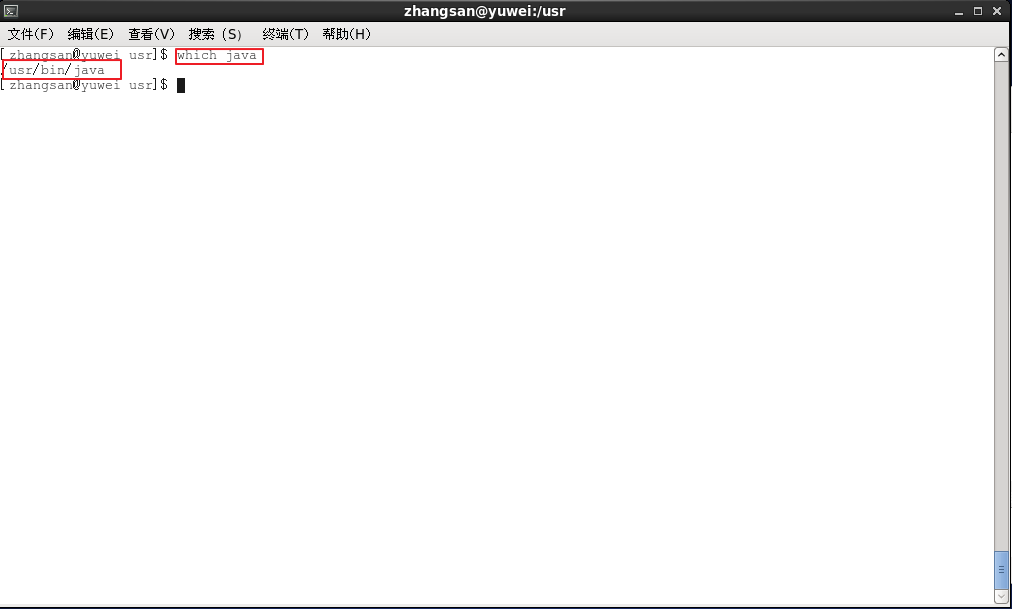 zhangsan@yuwei:/usr
文件(F) 编辑(E) 查看(V) 搜索 (S) 终端(T) 帮助(H)
[zhangsan@yuwei usr]$ which java
/usr/bin/java
[zhangsan@yuwei usr]$